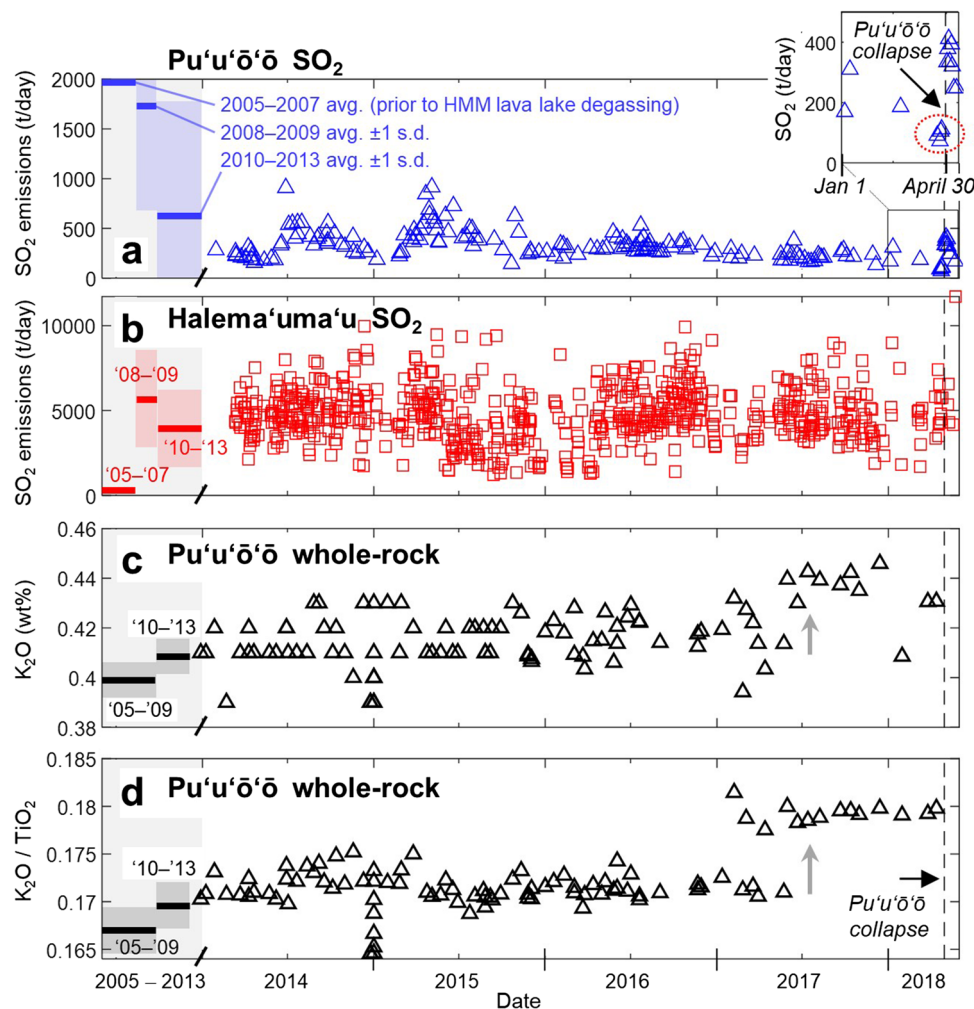 a
Pu‘u‘ō‘ō SO2
SO2 emissions (t/day)
2000
1500
1000
500
0
2005–2007 avg. (prior to HMM lava lake degassing)
2008–2009 avg. ±1 s.d.
2010–2013 avg. ±1 s.d.
Pu‘u‘ō‘ō
collapse
SO2 (t/day)
400
200
0
Jan 1
April 30
b
Halema‘uma‘u SO2
SO2 emissions (t/day)
10000
5000
0
‘08–‘09
‘10–‘13
‘05–‘07
c
Pu‘u‘ō‘ō whole-rock
K2O (wt%)
0.46
0.44
0.42
0.4
0.38
‘10–‘13
‘05–‘09
d
Pu‘u‘ō‘ō whole-rock
K2O / TiO2
0.185
0.18
0.175
0.17
0.165
‘10–‘13
‘05–‘09
Pu‘u‘ō‘ō
collapse
2005 – 2013
2014
2015
2016
2017
2018
Date